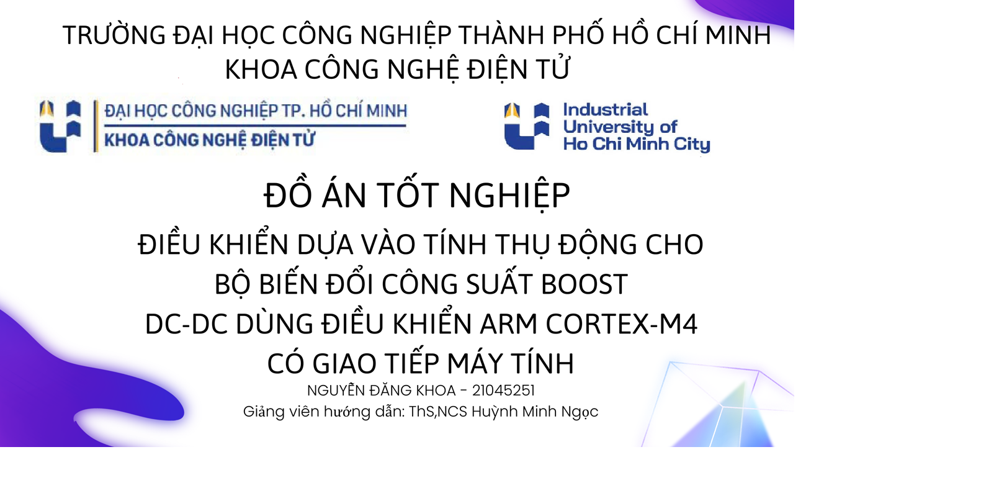 TRƯỜNG ĐẠI HỌC CÔNG NGHIỆP THÀNH PHỐ HỒ CHÍ MINH
KHOA CÔNG NGHỆ ĐIỆN TỬ
ĐẠI HỌC CÔNG NGHIỆP TP. HỒ CHÍ MINH
KHOA CÔNG NGHỆ ĐIỆN TỬ
Industrial
University of
Ho Chi Minh City
ĐỒ ÁN TỐT NGHIỆP
ĐIỀU KHIỂN DỰA VÀO TÍNH THỤ ĐỘNG CHO
BỘ BIẾN ĐỔI CÔNG SUẤT BOOST
DC-DC DÙNG ĐIỀU KHIỂN ARM CORTEX-M4
CÓ GIAO TIẾP MÁY TÍNH
NGUYỄN ĐĂNG KHOA - 21045251
Giảng viên hướng dẫn: ThS,NCS Huỳnh Minh Ngọc